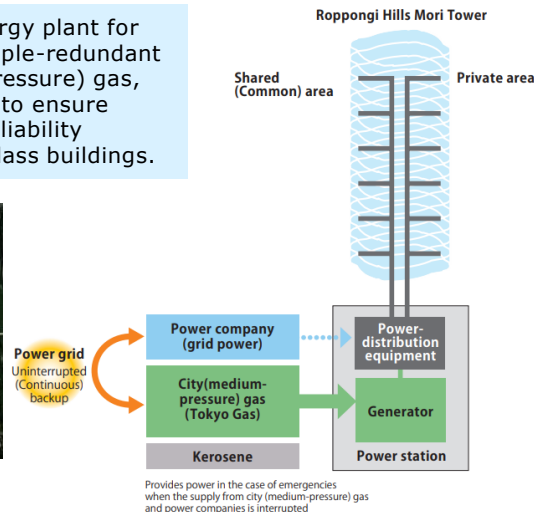 ergy plant for
ple-redundant
ressure) gas,
to ensure
liability
lass buildings.
Roppongi Hills Mori Tower
Shared
(Common) area
Private area
Power grid
Uninterrupted
(Continuous)
backup
Power company
(grid power)
City(medium-
pressure) gas
(Tokyo Gas)
Kerosene
Power-
distribution
equipment
Generator
Power station
Provides power in the case of emergencies
when the supply from city (medium-pressure) gas
and power companies is interrupted